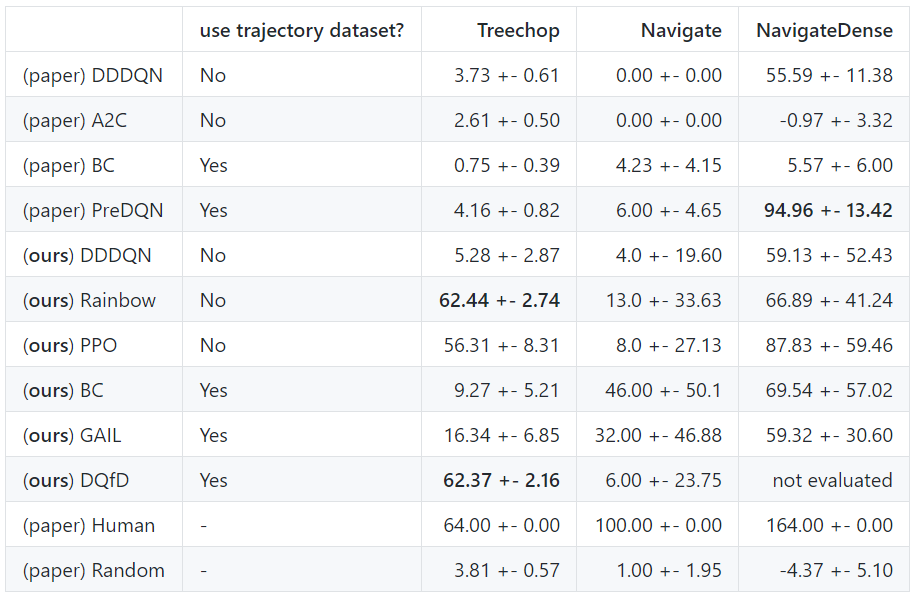 use trajectory dataset? Treechop Navigate NavigateDense
(paper) DDDQN No 3.73 +- 0.61 0.00 +- 0.00 55.59 +- 11.38
(paper) A2C No 2.61 +- 0.50 0.00 +- 0.00 -0.97 +- 3.32
(paper) BC Yes 0.75 +- 0.39 4.23 +- 4.15 5.57 +- 6.00
(paper) PreDQN Yes 4.16 +- 0.82 6.00 +- 4.65 94.96 +- 13.42
(ours) DDDQN No 5.28 +- 2.87 4.0 +- 19.60 59.13 +- 52.43
(ours) Rainbow No 62.44 +- 2.74 13.0 +- 33.63 66.89 +- 41.24
(ours) PPO No 56.31 +- 8.31 8.0 +- 27.13 87.83 +- 59.46
(ours) BC Yes 9.27 +- 5.21 46.00 +- 50.1 69.54 +- 57.02
(ours) GAIL Yes 16.34 +- 6.85 32.00 +- 46.88 59.32 +- 30.60
(ours) DQfD Yes 62.37 +- 2.16 6.00 +- 23.75 not evaluated
(paper) Human - 64.00 +- 0.00 100.00 +- 0.00 164.00 +- 0.00
(paper) Random - 3.81 +- 0.57 1.00 +- 1.95 -4.37 +- 5.10